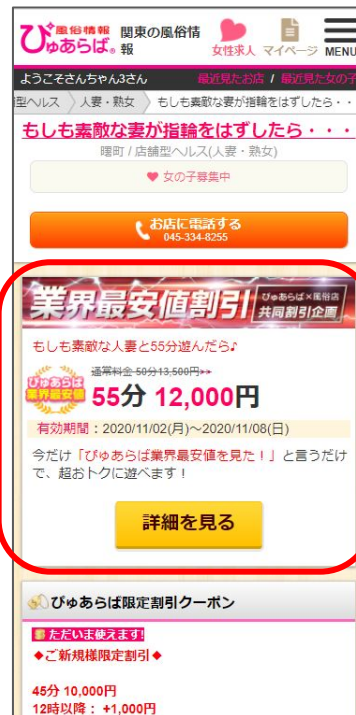 風俗情報
ぴゅあらば。
関東の風俗情報
女性求人 マイページ MENU
ようこそさんちゃん3さん 最近見たお店 / 最近見た女の子
型ヘルス 〉 人妻・熟女 〉 もしも素敵な妻が指輪をはずしたら・・
もしも素敵な妻が指輪をはずしたら・・・
曙町 / 店舗型ヘルス(人妻・熟女)
♥ 女の子募集中
お店に電話する
045-334-8255
業界最安値割引 ぴゅあらば×風俗店
共同割引企画
もしも素敵な人妻と55分遊んだら♪
ぴゅあらば
業界最安値
通常料金 50分13,500円>>
55分 12,000円
有効期間:2020/11/02(月)~2020/11/08(日)
今だけ「ぴゅあらば業界最安値を見た!」と言うだけ
で、超おトクに遊べます!
詳細を見る
ぴゅあらば限定割引クーポン
ただいま使えます!
◆ご新規様限定割引◆
45分 10,000円
12時以降: +1,000円